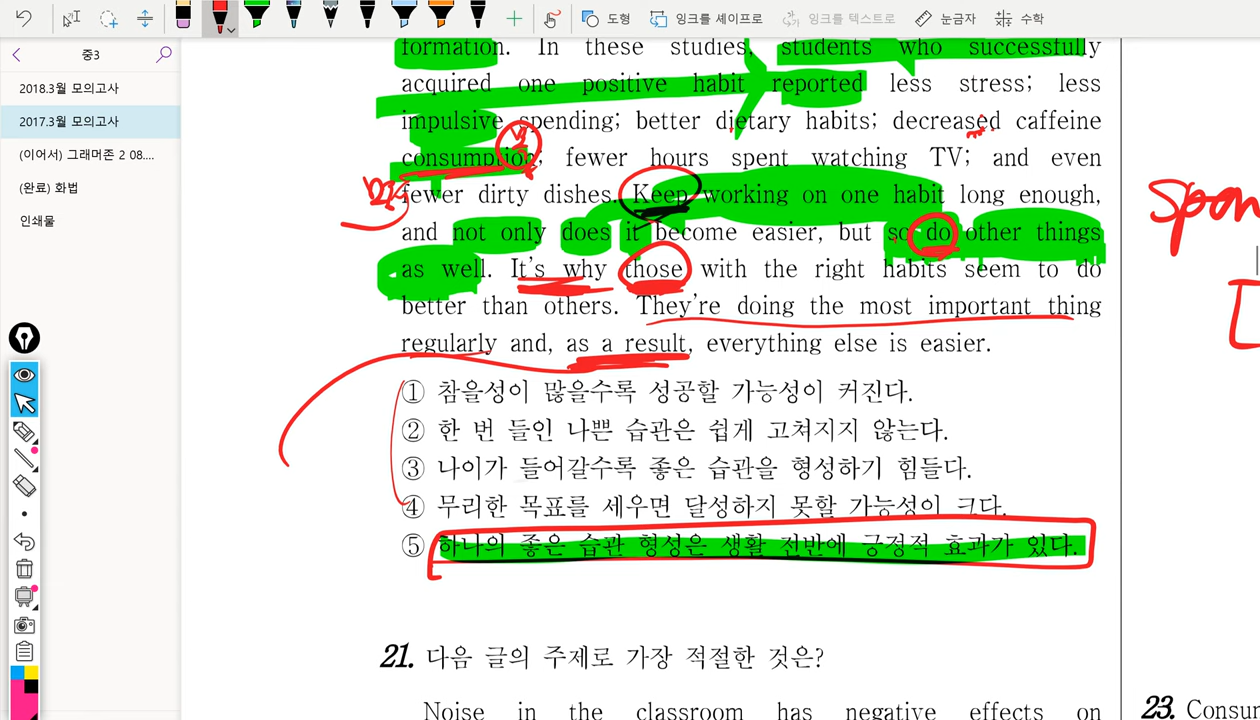 도형
잉크를 셰이프로
잉크를 텍스트로
눈금자
수학
중3
2018.3월 모의고사
2017.3월 모의고사
(이어서) 그래머존 2 08....
(완료) 화법
인쇄물
formation. In these studies, students who successfully
acquired one positive habit reported less stress; less
impulsive spending; better dietary habits; decreased caffeine
consumption; fewer hours spent watching TV; and even
fewer dirty dishes. Keep working on one habit long enough,
and not only does it become easier, but so do other things
as well. It's why those with the right habits seem to do
better than others. They're doing the most important thing
regularly and, as a result, everything else is easier.
① 참을성이 많을수록 성공할 가능성이 커진다.
② 한 번 들인 나쁜 습관은 쉽게 고쳐지지 않는다.
③ 나이가 들어갈수록 좋은 습관을 형성하기 힘들다.
④ 무리한 목표를 세우면 달성하지 못할 가능성이 크다.
⑤ 하나의 좋은 습관 형성은 생활 전반에 긍정적 효과가 있다.
21. 다음 글의 주제로 가장 적절한 것은?
Noise in the classroom has negative effects on
Spon
23. Consum